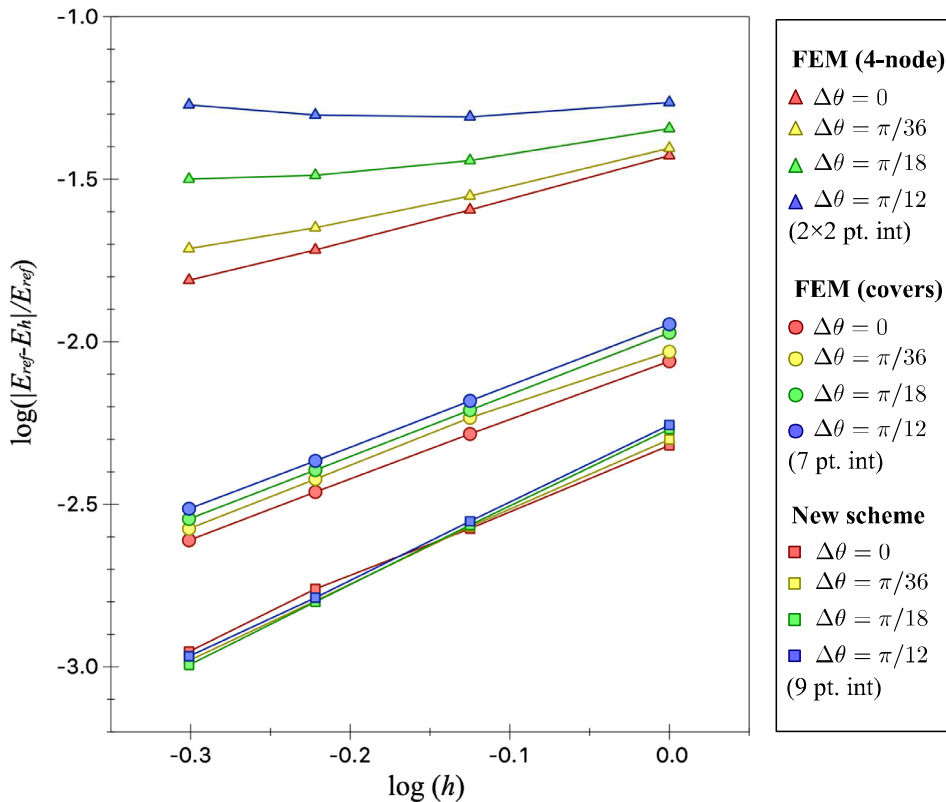 -1.0
-1.5
-2.0
-2.5
-3.0
log(|E_ref-E_h|/E_ref)
-0.3
-0.2
-0.1
0.0
log (h)
FEM (4-node)
Δθ = 0
Δθ = π/36
Δθ = π/18
Δθ = π/12
(2×2 pt. int)
FEM (covers)
Δθ = 0
Δθ = π/36
Δθ = π/18
Δθ = π/12
(7 pt. int)
New scheme
Δθ = 0
Δθ = π/36
Δθ = π/18
Δθ = π/12
(9 pt. int)